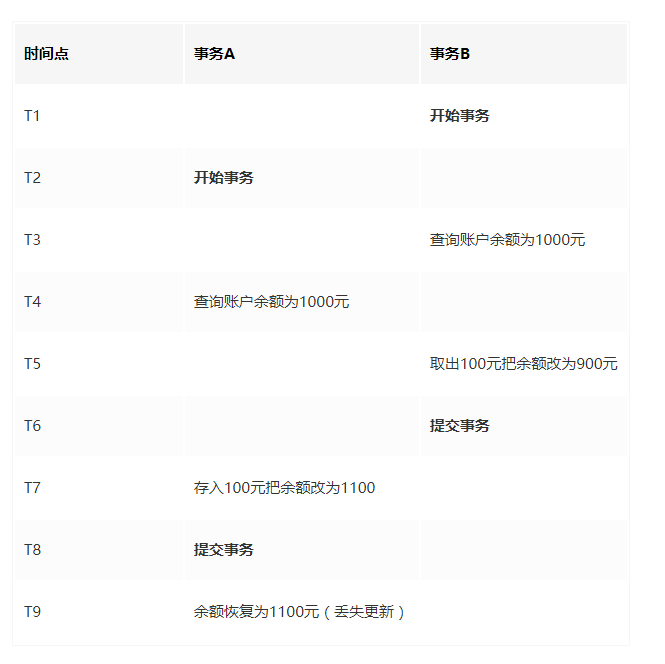 时间点 事务A 事务B
T1 开始事务
T2 开始事务
T3 查询账户余额为1000元
T4 查询账户余额为1000元
T5 取出100元把余额改为900元
T6 提交事务
T7 存入100元把余额改为1100
T8 提交事务
T9 余额恢复为1100元（丢失更新）